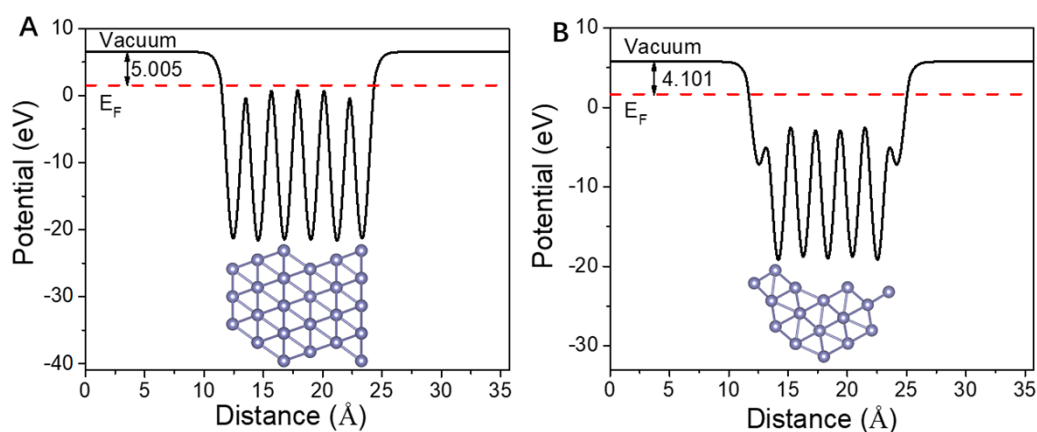 A
Vacuum
5.005
E_F
Potential (eV)
10
0
-10
-20
-30
-40
0 5 10 15 20 25 30 35
Distance (Å)
B
Vacuum
4.101
E_F
Potential (eV)
10
0
-10
-20
-30
0 5 10 15 20 25 30 35
Distance (Å)